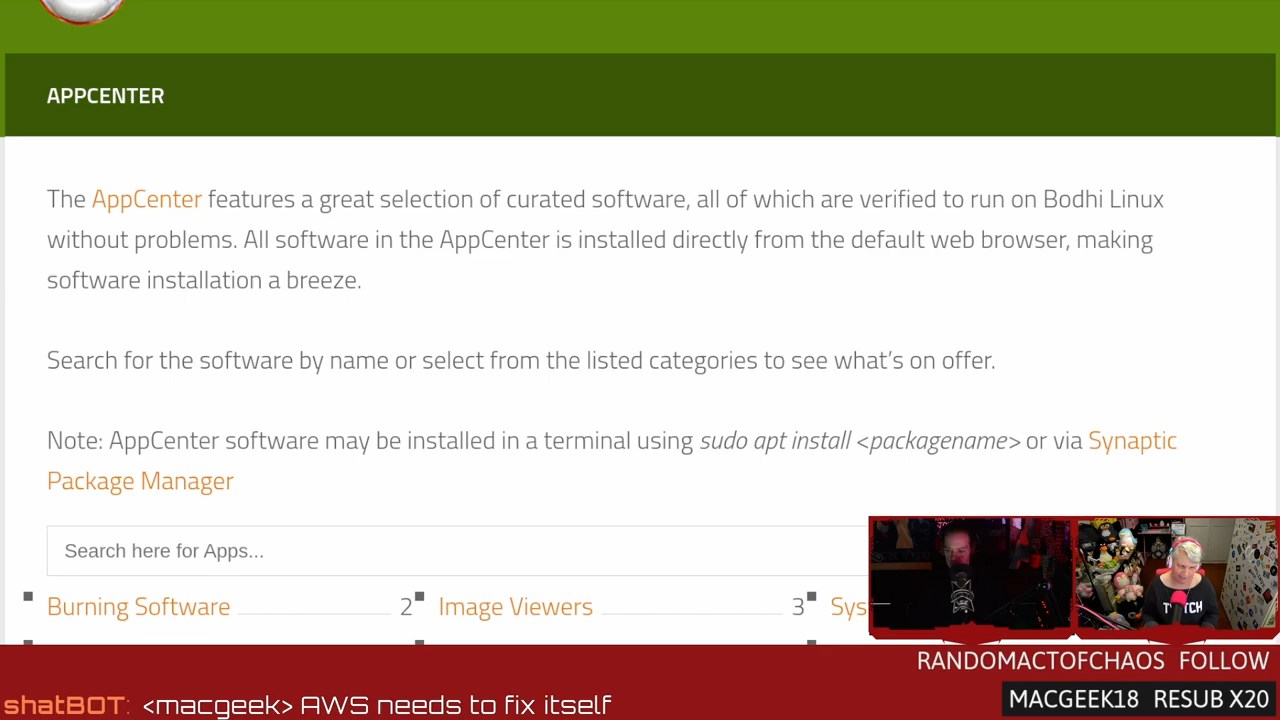 APPCENTER
The AppCenter features a great selection of curated software, all of which are verified to run on Bodhi Linux
without problems. All software in the AppCenter is installed directly from the default web browser, making
software installation a breeze.
Search for the software by name or select from the listed categories to see what's on offer.
Note: AppCenter software may be installed in a terminal using sudo apt install <packagename> or via Synaptic
Package Manager
Search here for Apps...
Burning Software 2
Image Viewers 3
Sys
TWITCH
RANDOMACTOFCHAOS FOLLOW
MACGEEK18 RESUB X20
shatBOT: <macgeek> AWS needs to fix itself